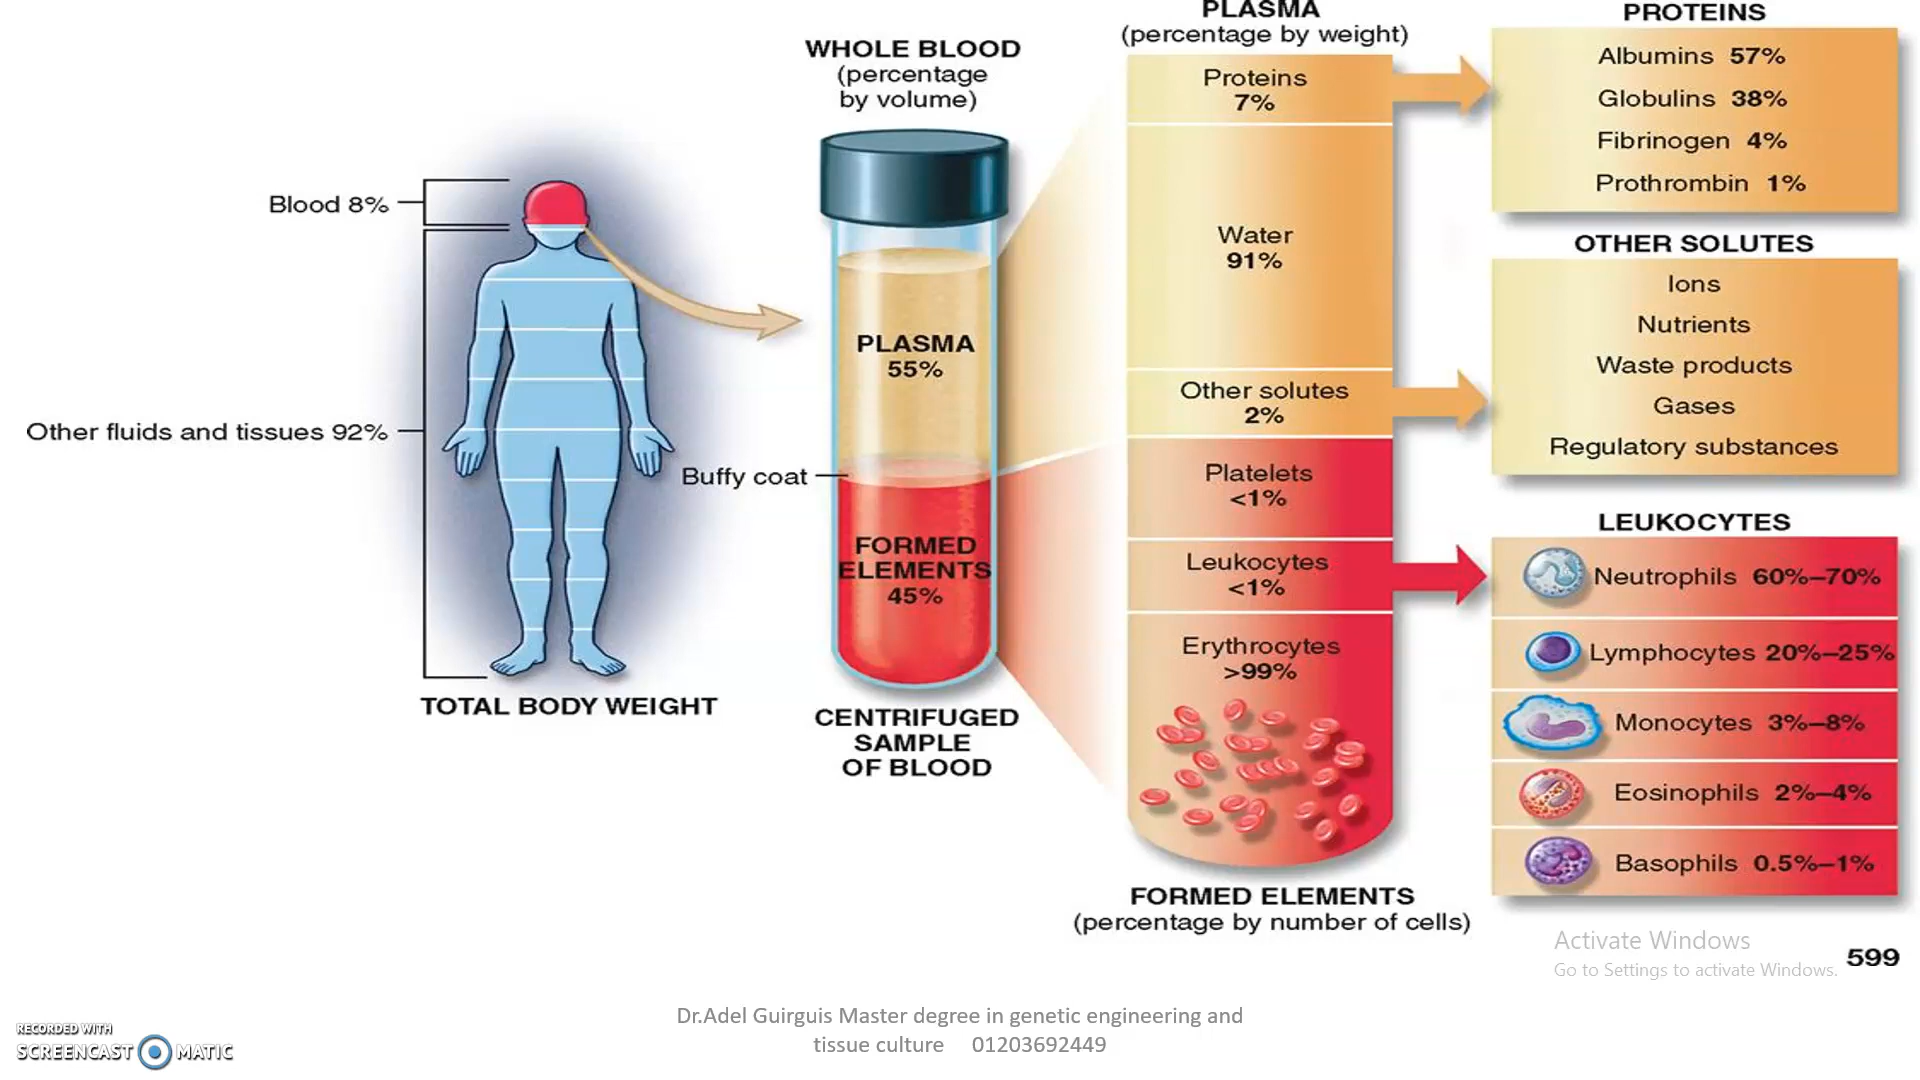 Blood 8%
Other fluids and tissues 92%
TOTAL BODY WEIGHT
WHOLE BLOOD
(percentage
by volume)
PLASMA
55%
Buffy coat
FORMED
ELEMENTS
45%
CENTRIFUGED
SAMPLE
OF BLOOD
PLASMA
(percentage by weight)
Proteins
7%
Water
91%
Other solutes
2%
Platelets
<1%
Leukocytes
<1%
Erythrocytes
>99%
FORMED ELEMENTS
(percentage by number of cells)
PROTEINS
Albumins 57%
Globulins 38%
Fibrinogen 4%
Prothrombin 1%
OTHER SOLUTES
Ions
Nutrients
Waste products
Gases
Regulatory substances
LEUKOCYTES
Neutrophils 60%–70%
Lymphocytes 20%–25%
Monocytes 3%–8%
Eosinophils 2%–4%
Basophils 0.5%–1%
Activate Windows
Go to Settings to activate Windows.
599
Dr.Adel Guirguis Master degree in genetic engineering and
tissue culture 01203692449
RECORDED WITH
SCREENCAST MATIC